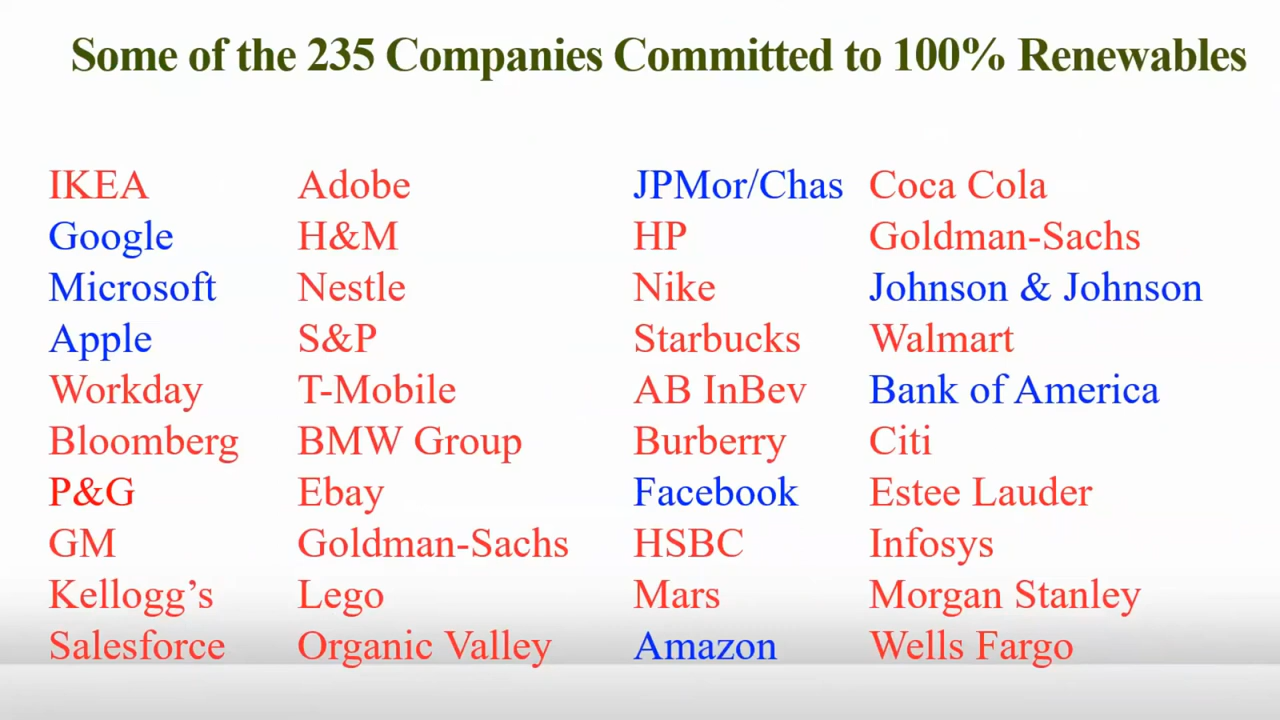 Some of the 235 Companies Committed to 100% Renewables
IKEA Adobe JPMor/Chas Coca Cola
Google H&M HP Goldman-Sachs
Microsoft Nestle Nike Johnson & Johnson
Apple S&P Starbucks Walmart
Workday T-Mobile AB InBev Bank of America
Bloomberg BMW Group Burberry Citi
P&G Ebay Facebook Estee Lauder
GM Goldman-Sachs HSBC Infosys
Kellogg’s Lego Mars Morgan Stanley
Salesforce Organic Valley Amazon Wells Fargo